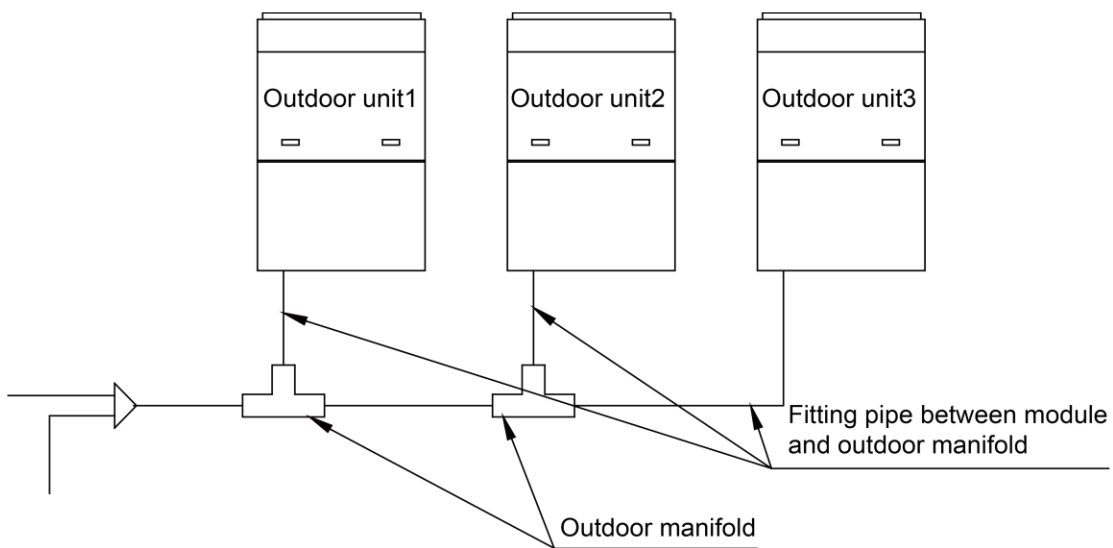 Outdoor unit1
Outdoor unit2
Outdoor unit3
Fitting pipe between module
and outdoor manifold
Outdoor manifold